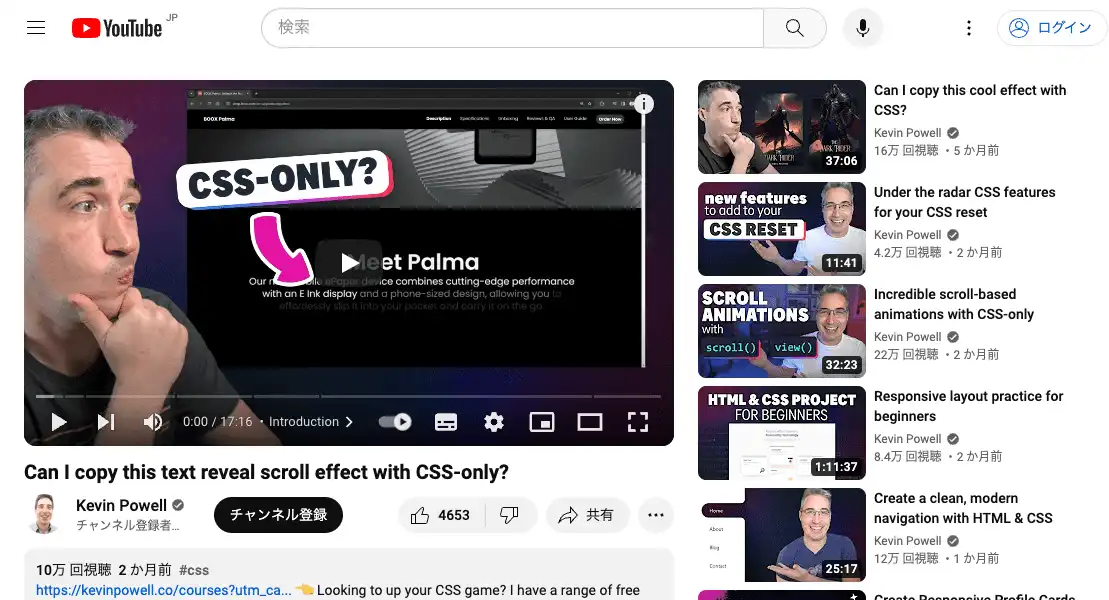 YouTube JP
検索
ログイン
BOOX Palma
Description Specifications Unboxing Reviews & QA User Guide Order Now
CSS-ONLY?
Meet Palma
device combines cutting-edge performance
with an E Ink display and a phone-sized design, allowing you to
effortlessly slip it into your pocket and carry it on the go
0:00 / 17:16 • Introduction
Can I copy this text reveal scroll effect with CSS-only?
Kevin Powell
チャンネル登録者...
チャンネル登録
4653
共有
10万 回視聴 2 か月前 #css
https://kevinpowell.co/courses?utm_ca... 👈 Looking to up your CSS game? I have a range of free
THE DARK RIDER
37:06
Can I copy this cool effect with
CSS?
Kevin Powell
16万 回視聴 ・5 か月前
new features
to add to your
CSS RESET
11:41
Under the radar CSS features
for your CSS reset
Kevin Powell
4.2万 回視聴 ・2 か月前
SCROLL
ANIMATIONS
with
scroll() view()
32:23
Incredible scroll-based
animations with CSS-only
Kevin Powell
22万 回視聴 ・2 か月前
HTML & CSS PROJECT
FOR BEGINNERS
1:11:37
Responsive layout practice for
beginners
Kevin Powell
8.4万 回視聴 ・2 か月前
Home
About
Blog
Contact
25:17
Create a clean, modern
navigation with HTML & CSS
Kevin Powell
12万 回視聴 ・1 か月前
Create Responsive Profile Cards